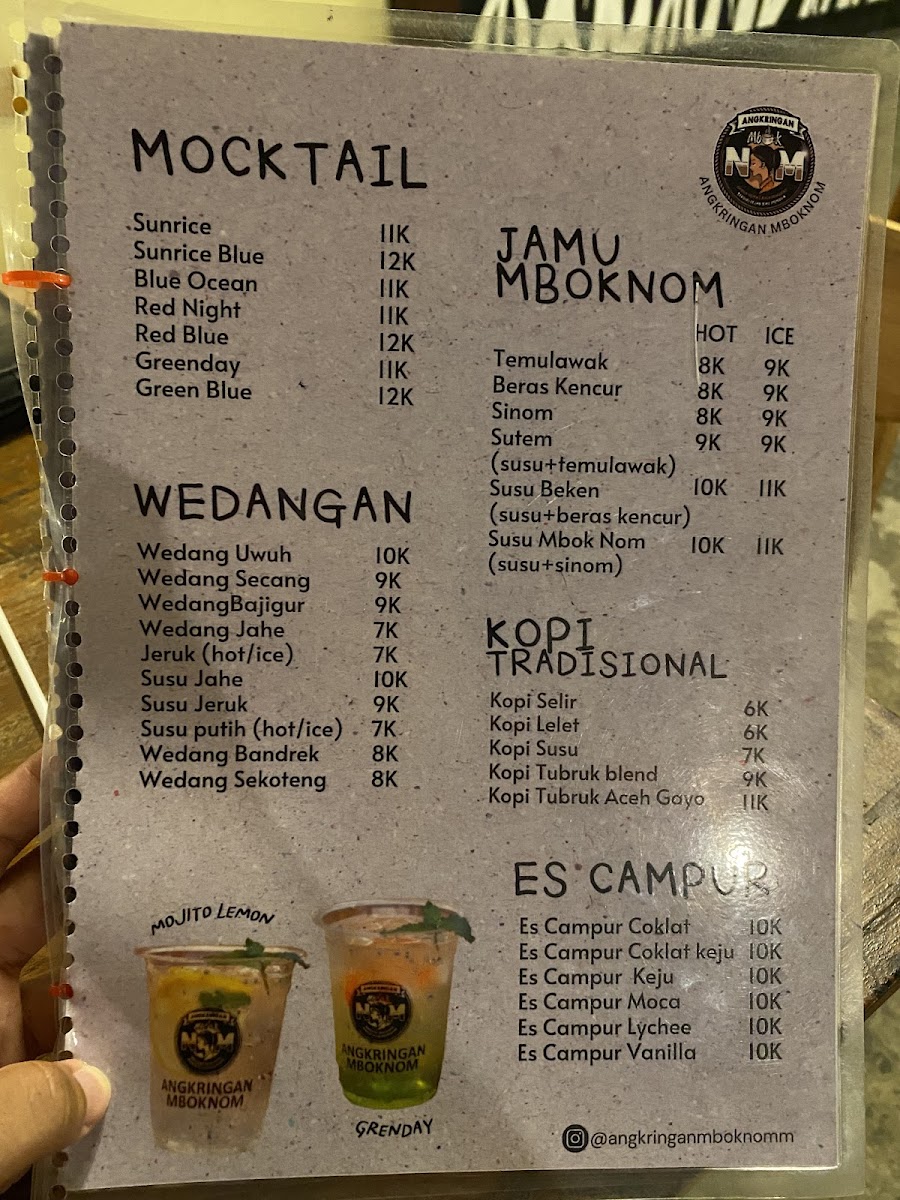 MOCKTAIL
Sunrice 11K
Sunrice Blue 12K
Blue Ocean 11K
Red Night 11K
Red Blue 12K
Greenday 11K
Green Blue 12K
WEDANGAN
Wedang Uwuh 10K
Wedang Secang 9K
WedangBajigur 9K
Wedang Jahe 7K
Jeruk (hot/ice) 7K
Susu Jahe 10K
Susu Jeruk 9K
Susu putih (hot/ice) 7K
Wedang Bandrek 8K
Wedang Sekoteng 8K
MOJITO LEMON
ANGKRINGAN
MBOKNOM
ANGKRINGAN
MBOKNOM
GRENDAY
ANGKRINGAN
Mbok
NOM
ANGKRINGAN MBOKNOM
JAMU
MBOKNOM
HOT ICE
Temulawak 8K 9K
Beras Kencur 8K 9K
Sinom 8K 9K
Sutem 9K 9K
(susu+temulawak)
Susu Beken 10K 11K
(susu+beras kencur)
Susu Mbok Nom 10K 11K
(susu+sinom)
KOPI
TRADISIONAL
Kopi Selir 6K
Kopi Lelet 6K
Kopi Susu 7K
Kopi Tubruk blend 9K
Kopi Tubruk Aceh Gayo 11K
ES CAMPUR
Es Campur Coklat 10K
Es Campur Coklat keju 10K
Es Campur Keju 10K
Es Campur Moca 10K
Es Campur Lychee 10K
Es Campur Vanilla 10K
@angkringanmboknomm